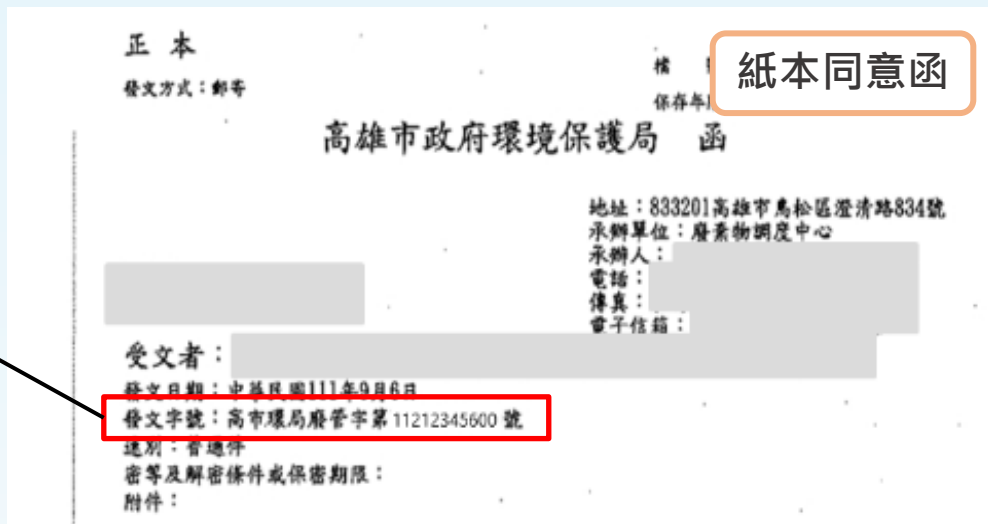 正 本
發文方式：郵寄
紙本同意函
檔
保存年
高雄市政府環境保護局 函
地址：833201高雄市鳥松區澄清路834號
承辦單位：廢棄物調度中心
承辦人：
電話：
傳真：
電子信箱：
受文者：
發文日期：中華民國111年9月6日
發文字號：高市環局廢管字第11212345600 號
速別：普通件
密等及解密條件或保密期限：
附件：